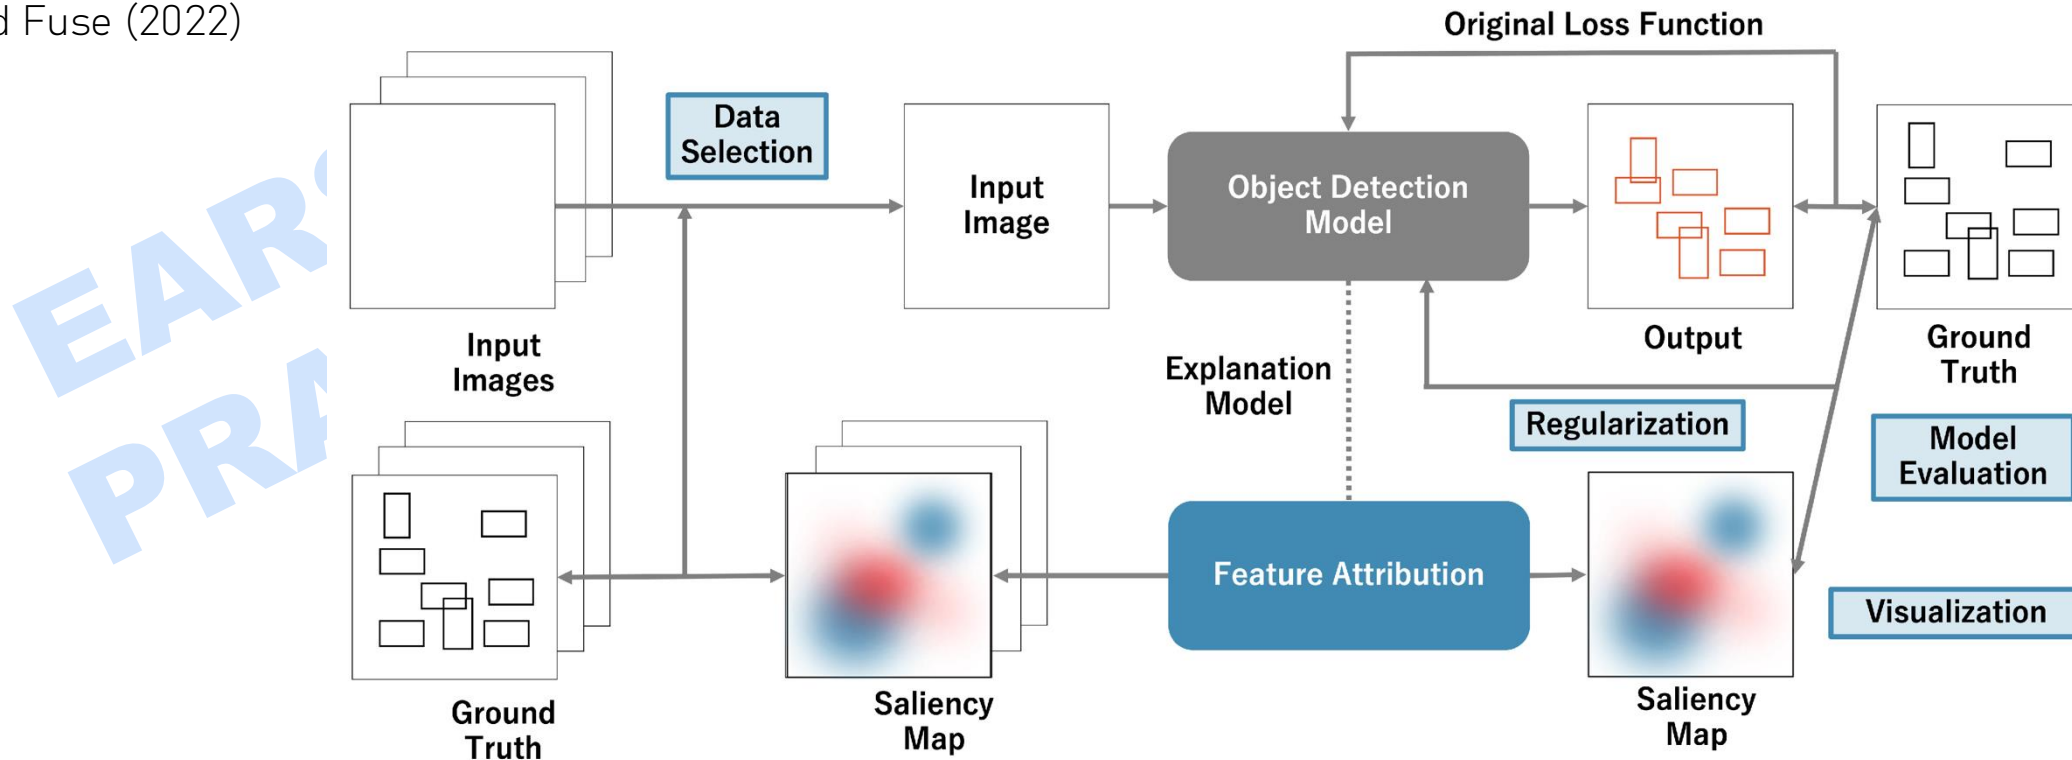 Fuse (2022)
Original Loss Function
Data
Selection
Input
Image
Object Detection
Model
Input
Images
Output
Ground
Truth
Explanation
Model
Regularization
Model
Evaluation
Feature Attribution
Visualization
Ground
Truth
Saliency
Map
Saliency
Map